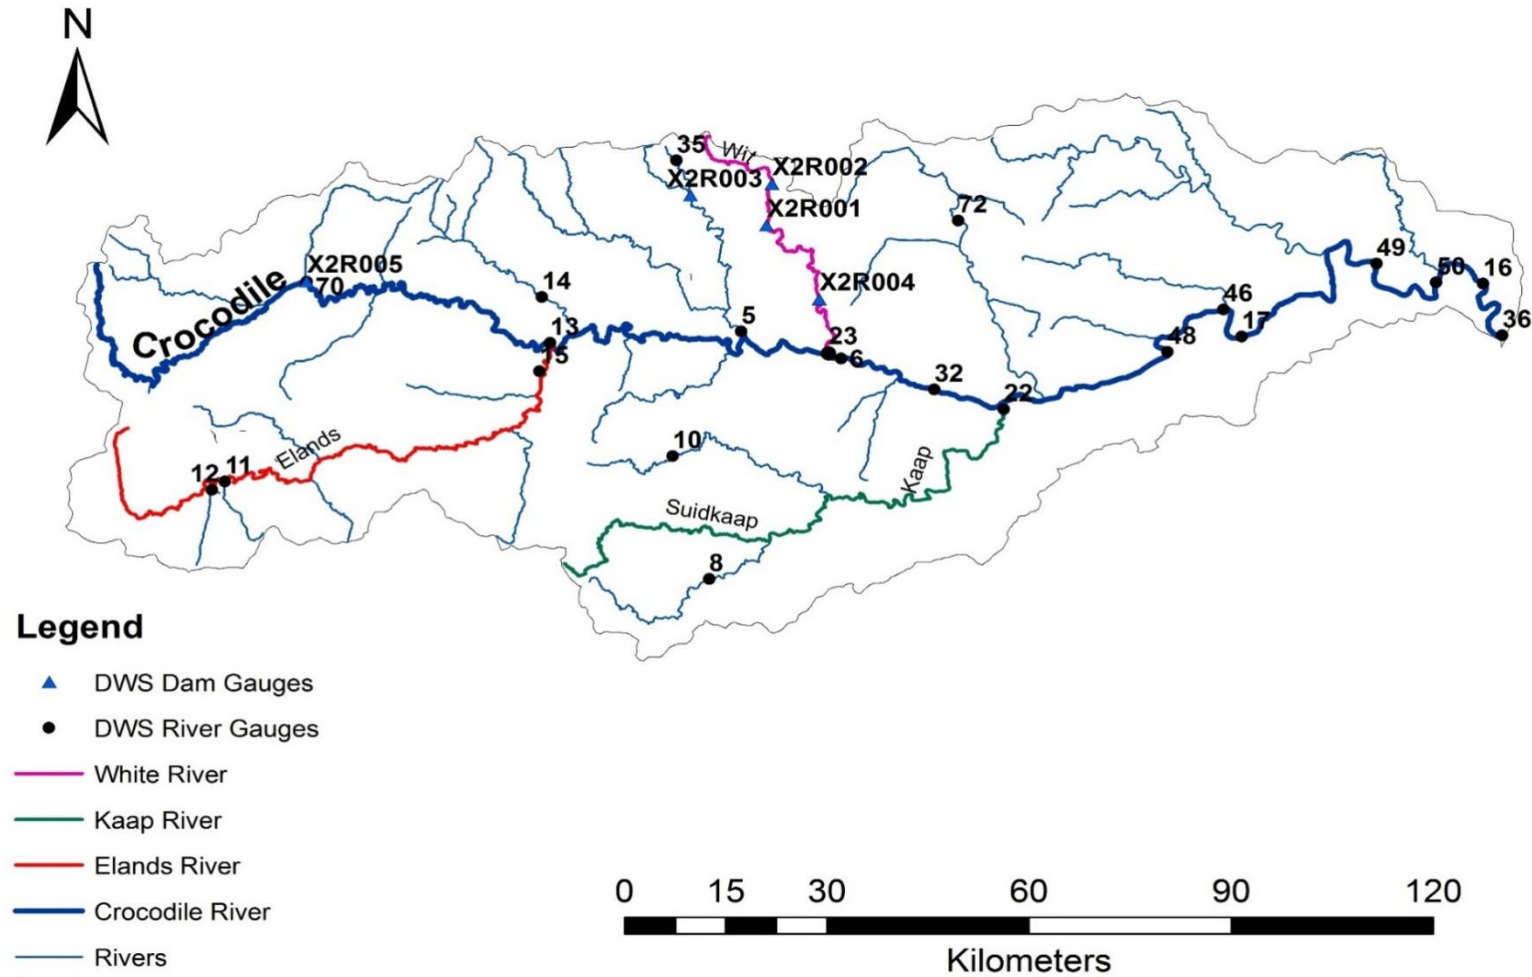 N
35
Wit
X2R002
X2R003
X2R001
72
49
X2R005
70
14
X2R004
50
16
Crocodile
46
5
17
36
13
23
48
15
6
32
22
10
Elands
12
11
Kaap
Suidkaap
8
Legend
DWS Dam Gauges
DWS River Gauges
White River
Kaap River
Elands River
Crocodile River
Rivers
0 15 30 60 90 120
Kilometers